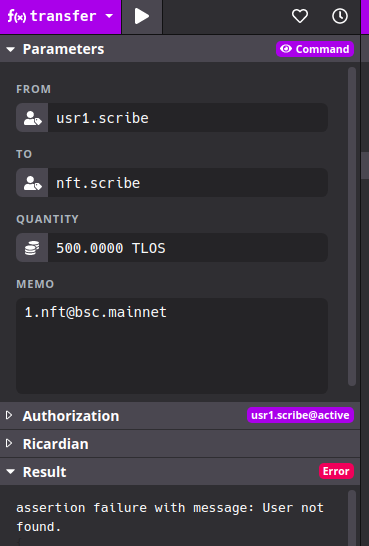 f(x) transfer
Parameters
Command
FROM
usr1.scribe
TO
nft.scribe
QUANTITY
500.0000 TLOS
MEMO
1.nft@bsc.mainnet
Authorization
usr1.scribe@active
Ricardian
Result
Error
assertion failure with message: User not
found.